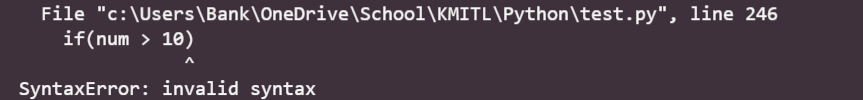 File "c:\Users\Bank\OneDrive\School\KMITL\Python\test.py", line 246
if(num > 10)
^
SyntaxError: invalid syntax